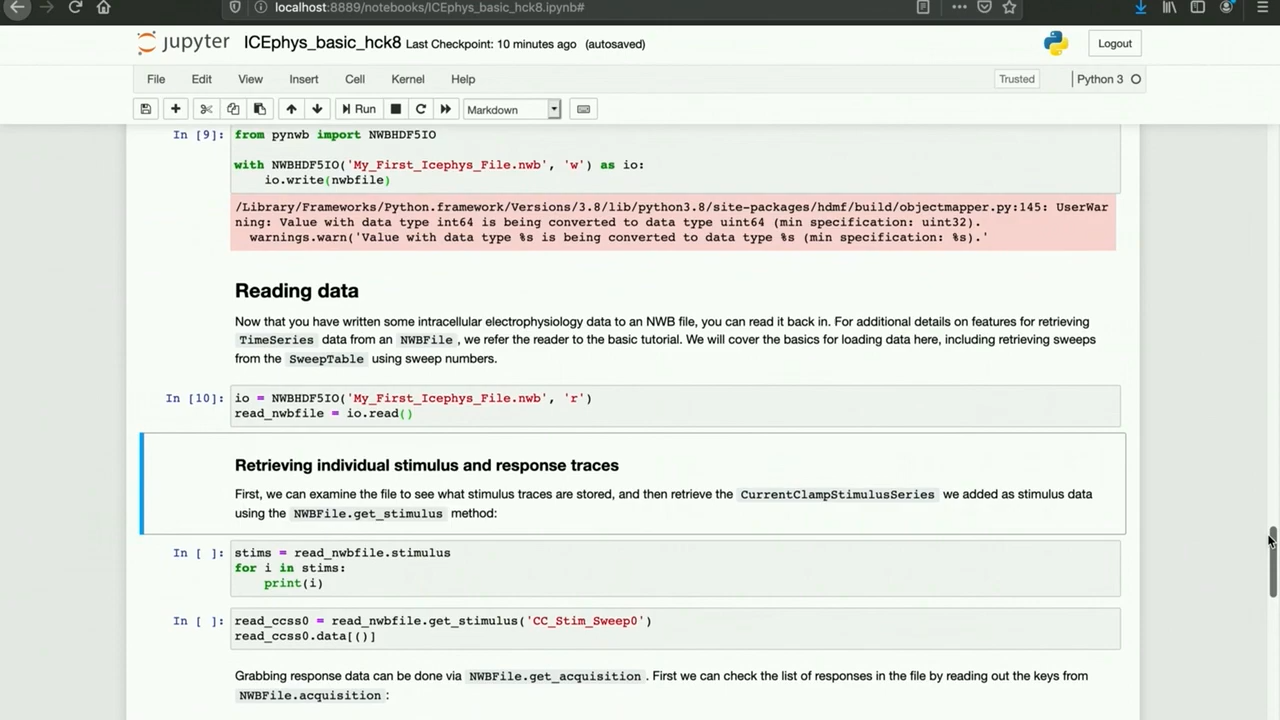 localhost:8889/notebooks/ICEphys_basic_hck8.ipynb#
jupyter ICEphys_basic_hck8 Last Checkpoint: 10 minutes ago (autosaved) Logout
File Edit View Insert Cell Kernel Help Trusted Python 3
Run Markdown
In [9]: from pynwb import NWBHDF5IO
with NWBHDF5IO('My_First_Icephys_File.nwb', 'w') as io:
io.write(nwbfile)
/Library/Frameworks/Python.framework/Versions/3.8/lib/python3.8/site-packages/hdmf/build/objectmapper.py:145: UserWar
ning: Value with data type int64 is being converted to data type uint64 (min specification: uint32).
warnings.warn('Value with data type %s is being converted to data type %s (min specification: %s).'
Reading data
Now that you have written some intracellular electrophysiology data to an NWB file, you can read it back in. For additional details on features for retrieving
TimeSeries data from an NWBFile, we refer the reader to the basic tutorial. We will cover the basics for loading data here, including retrieving sweeps
from the SweepTable using sweep numbers.
In [10]: io = NWBHDF5IO('My_First_Icephys_File.nwb', 'r')
read_nwbfile = io.read()
Retrieving individual stimulus and response traces
First, we can examine the file to see what stimulus traces are stored, and then retrieve the CurrentClampStimulusSeries we added as stimulus data
using the NWBFile.get_stimulus method:
In [ ]: stims = read_nwbfile.stimulus
for i in stims:
print(i)
In [ ]: read_ccss0 = read_nwbfile.get_stimulus('CC_Stim_Sweep0')
read_ccss0.data[()]
Grabbing response data can be done via NWBFile.get_acquisition. First we can check the list of responses in the file by reading out the keys from
NWBFile.acquisition: